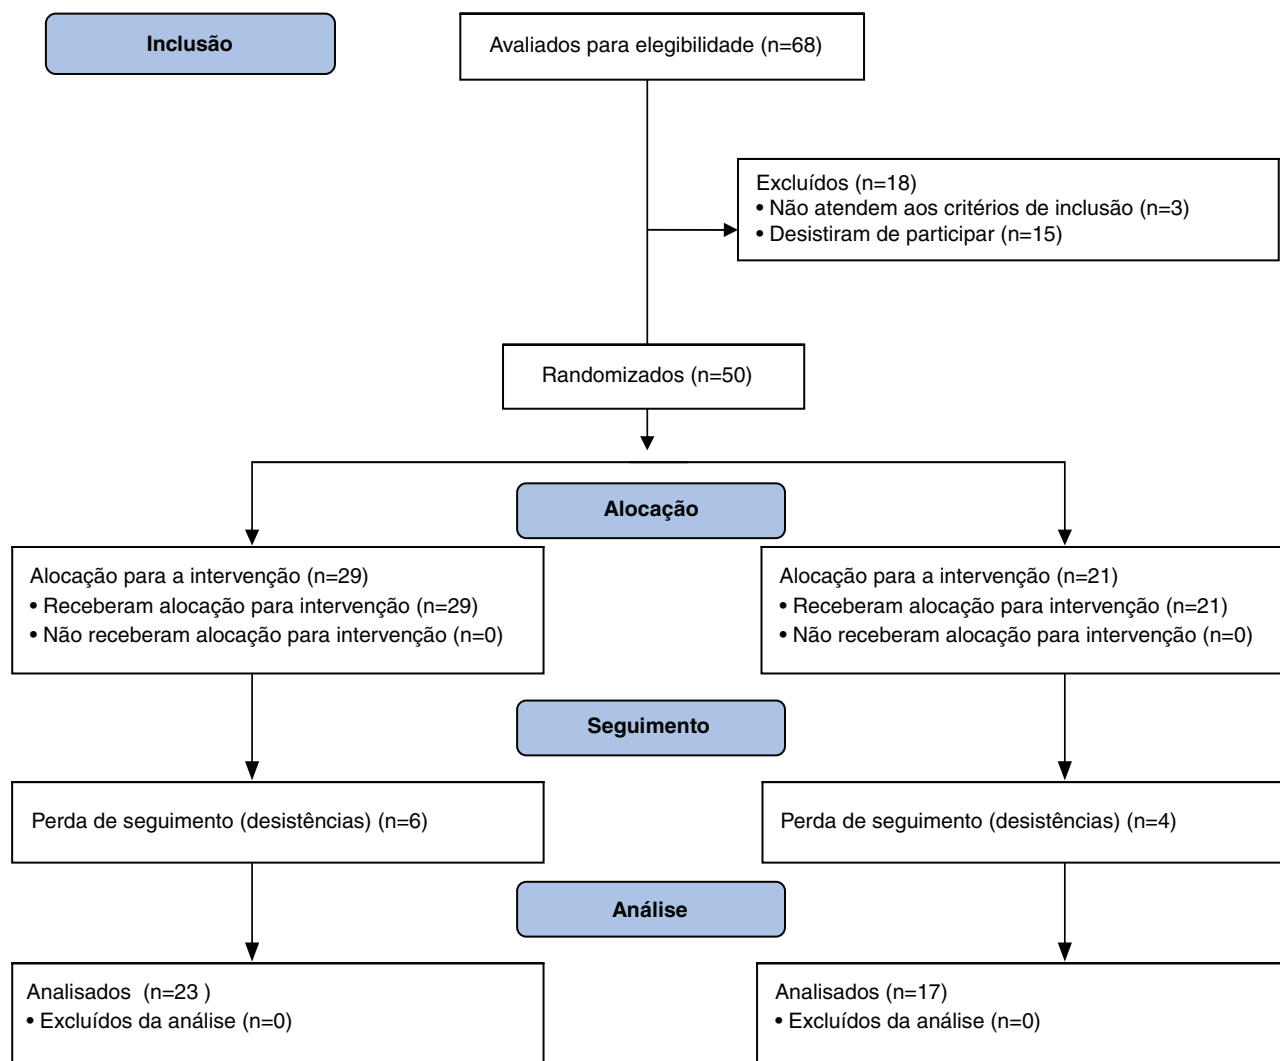 Inclusão
Avaliados para elegibilidade (n=68)
Excluídos (n=18)
• Não atendem aos critérios de inclusão (n=3)
• Desistiram de participar (n=15)
Randomizados (n=50)
Alocação
Alocação para a intervenção (n=29)
• Receberam alocação para intervenção (n=29)
• Não receberam alocação para intervenção (n=0)
Alocação para a intervenção (n=21)
• Receberam alocação para intervenção (n=21)
• Não receberam alocação para intervenção (n=0)
Seguimento
Perda de seguimento (desistências) (n=6)
Perda de seguimento (desistências) (n=4)
Análise
Analisados  (n=23 )
• Excluídos da análise (n=0)
Analisados (n=17)
• Excluídos da análise (n=0)